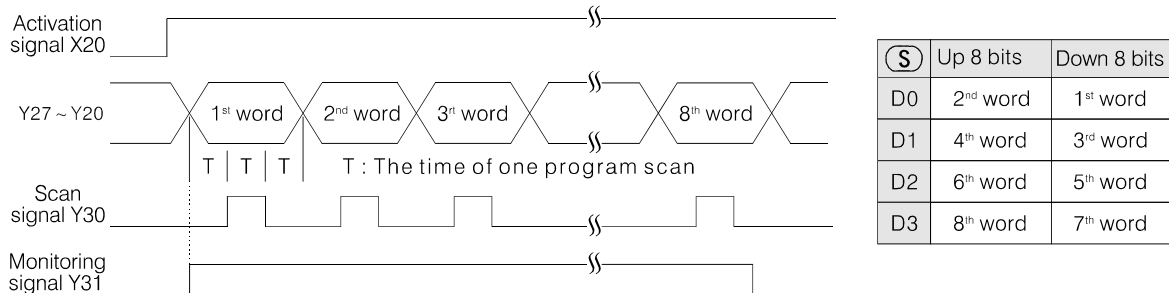 Activation
signal X20
Y27 ~ Y20
1st word
2nd word
3rt word
8th word
T T T
T : The time of one program scan
Scan
signal Y30
Monitoring
signal Y31
S Up 8 bits Down 8 bits
D0 2nd word 1st word
D1 4th word 3rd word
D2 6th word 5th word
D3 8th word 7th word